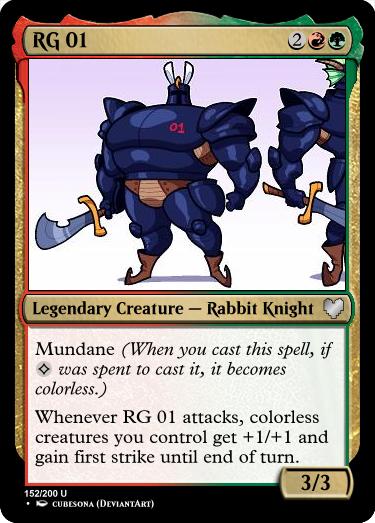 RG 01
2
01
Legendary Creature — Rabbit Knight
Mundane (When you cast this spell, if
was spent to cast it, it becomes
colorless.)
Whenever RG 01 attacks, colorless
creatures you control get +1/+1 and
gain first strike until end of turn.
3/3
152/200 U
• CUBESONA (DEVIANTART)